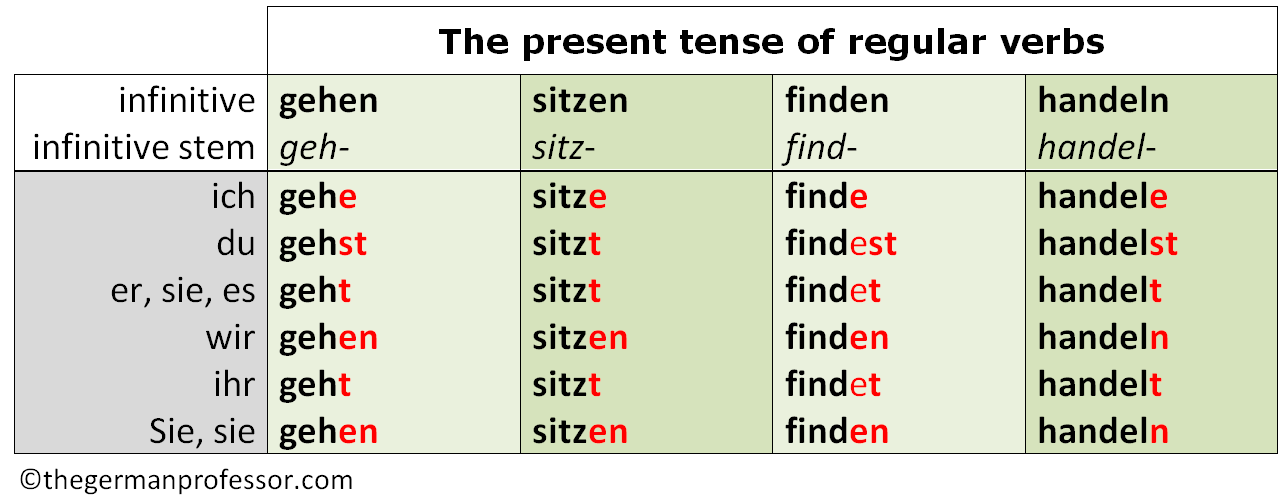 The present tense of regular verbs
infinitive gehen sitzen finden handeln
infinitive stem geh- sitz- find- handel-
ich gehe sitze finde handele
du gehst sitzt findest handelst
er, sie, es geht sitzt findet handelt
wir gehen sitzen finden handeln
ihr geht sitzt findet handelt
Sie, sie gehen sitzen finden handeln
©thegermanprofessor.com